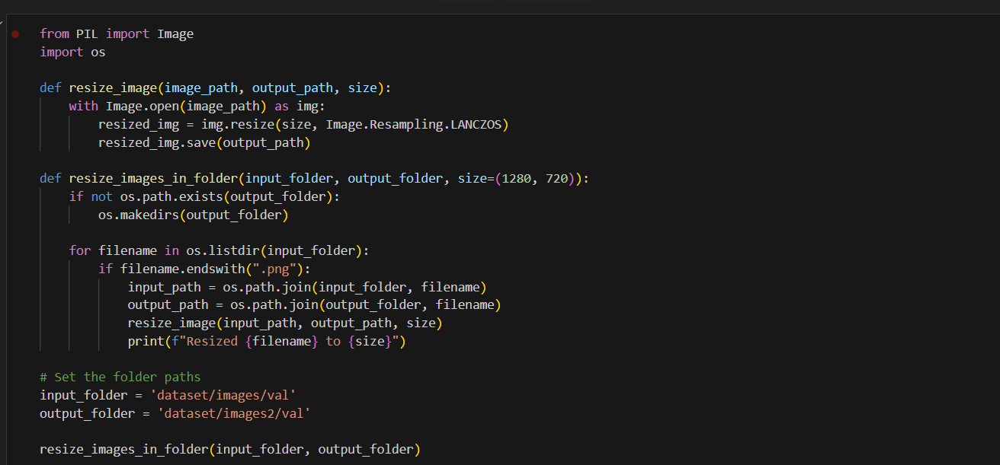 from PIL import Image
import os
def resize_image(image_path, output_path, size):
    with Image.open(image_path) as img:
        resized_img = img.resize(size, Image.Resampling.LANCZOS)
        resized_img.save(output_path)
def resize_images_in_folder(input_folder, output_folder, size=(1280, 720)):
    if not os.path.exists(output_folder):
        os.makedirs(output_folder)
    for filename in os.listdir(input_folder):
        if filename.endswith(".png"):
            input_path = os.path.join(input_folder, filename)
            output_path = os.path.join(output_folder, filename)
            resize_image(input_path, output_path, size)
            print(f"Resized {filename} to {size}")
# Set the folder paths
input_folder = 'dataset/images/val'
output_folder = 'dataset/images2/val'
resize_images_in_folder(input_folder, output_folder)